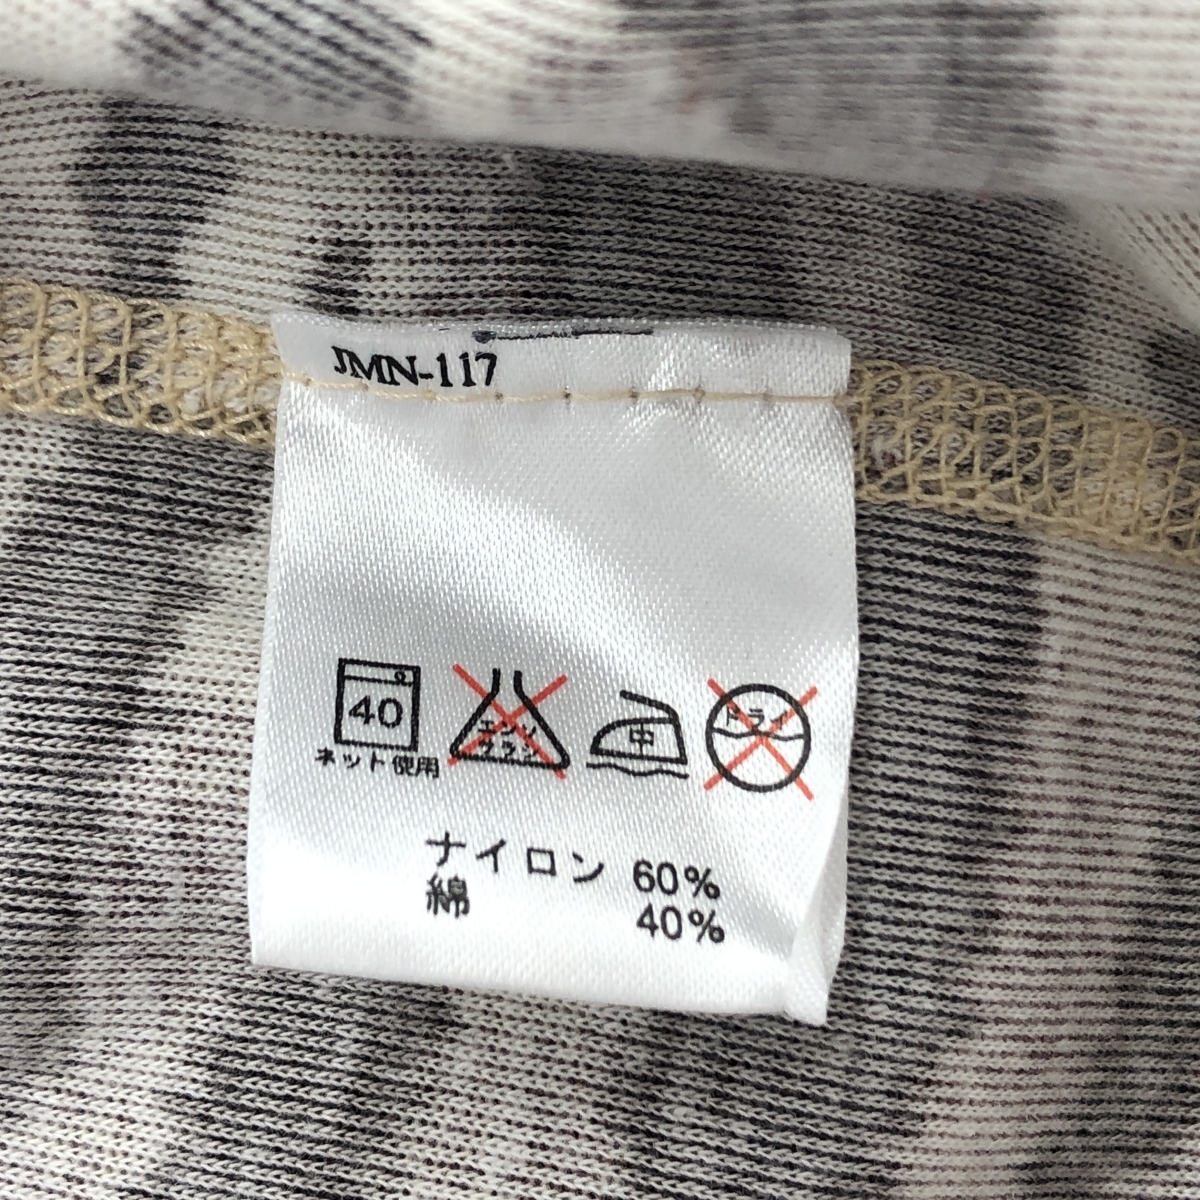 JMN-117
40
ネット使用
エンソ
サラシ
中
ドライ
ナイロン 60%
綿 40%